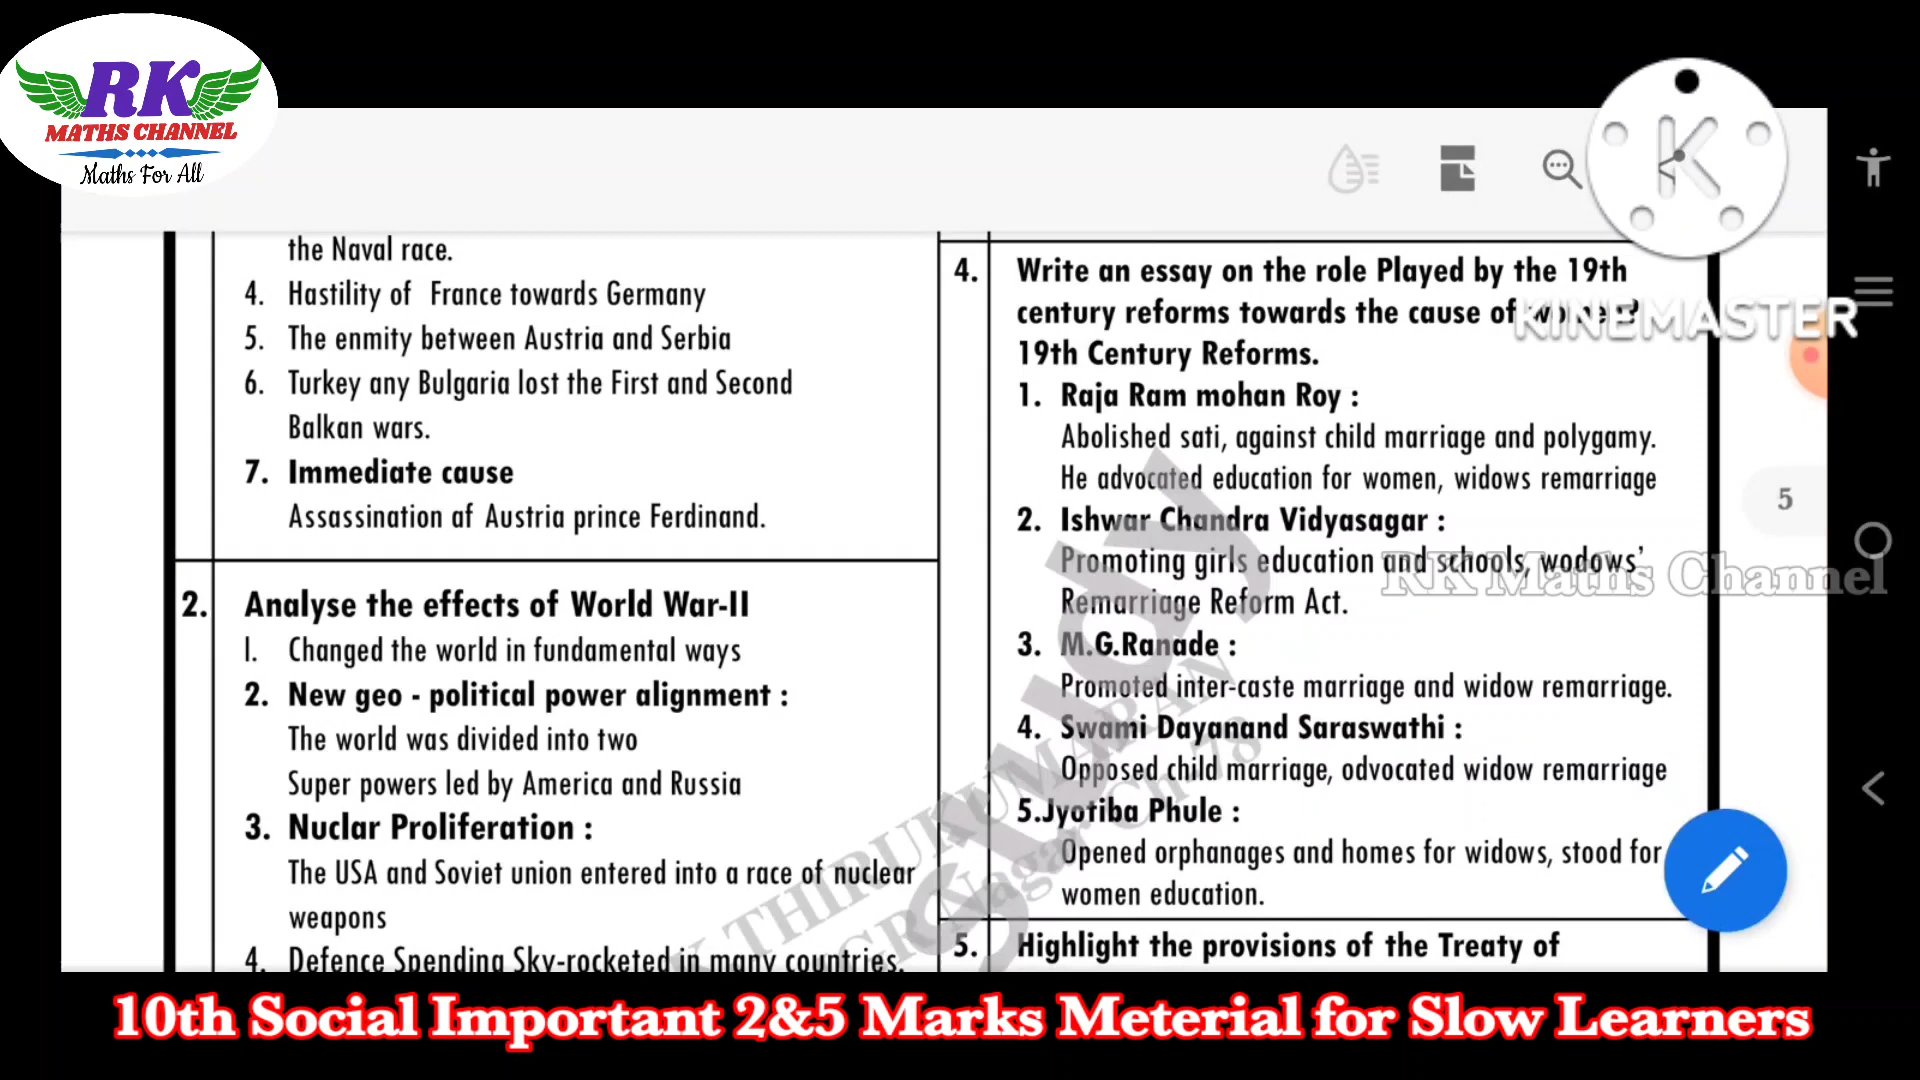 RK
MATHS CHANNEL
Maths For All
K
KINEMASTER
the Naval race.
4. Hastility of France towards Germany
5. The enmity between Austria and Serbia
6. Turkey any Bulgaria lost the First and Second
Balkan wars.
7. Immediate cause
Assassination af Austria prince Ferdinand.
2. Analyse the effects of World War-II
I. Changed the world in fundamental ways
2. New geo - political power alignment :
The world was divided into two
Super powers led by America and Russia
3. Nuclar Proliferation :
The USA and Soviet union entered into a race of nuclear
weapons
4. Defence Spending Sky-rocketed in many countries.
4. Write an essay on the role Played by the 19th
century reforms towards the cause of women?
19th Century Reforms.
1. Raja Ram mohan Roy :
Abolished sati, against child marriage and polygamy.
He advocated education for women, widows remarriage
2. Ishwar Chandra Vidyasagar :
Promoting girls education and schools, wodows'
Remarriage Reform Act.
3. M.G.Ranade :
Promoted inter-caste marriage and widow remarriage.
4. Swami Dayanand Saraswathi :
Opposed child marriage, odvocated widow remarriage
5.Jyotiba Phule :
Opened orphanages and homes for widows, stood for
women education.
5. Highlight the provisions of the Treaty of
5
RK Maths Channel
10th Social Important 2&5 Marks Meterial for Slow Learners